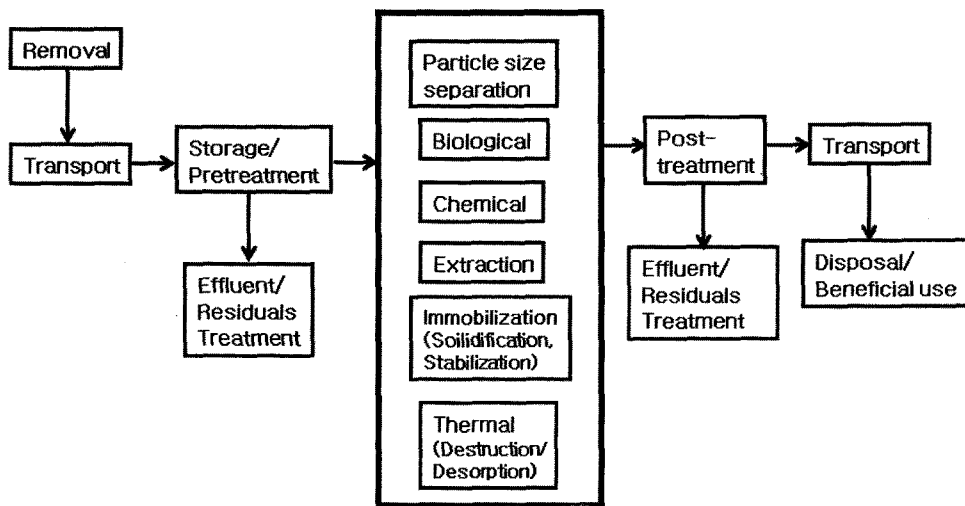 Removal
Transport
Storage/
Pretreatment
Effluent/
Residuals
Treatment
Particle size
separation
Biological
Chemical
Extraction
Immobilization
(Soilidification,
Stabilization)
Thermal
(Destruction/
Desorption)
Post-
treatment
Effluent/
Residuals
Treatment
Transport
Disposal/
Beneficial use